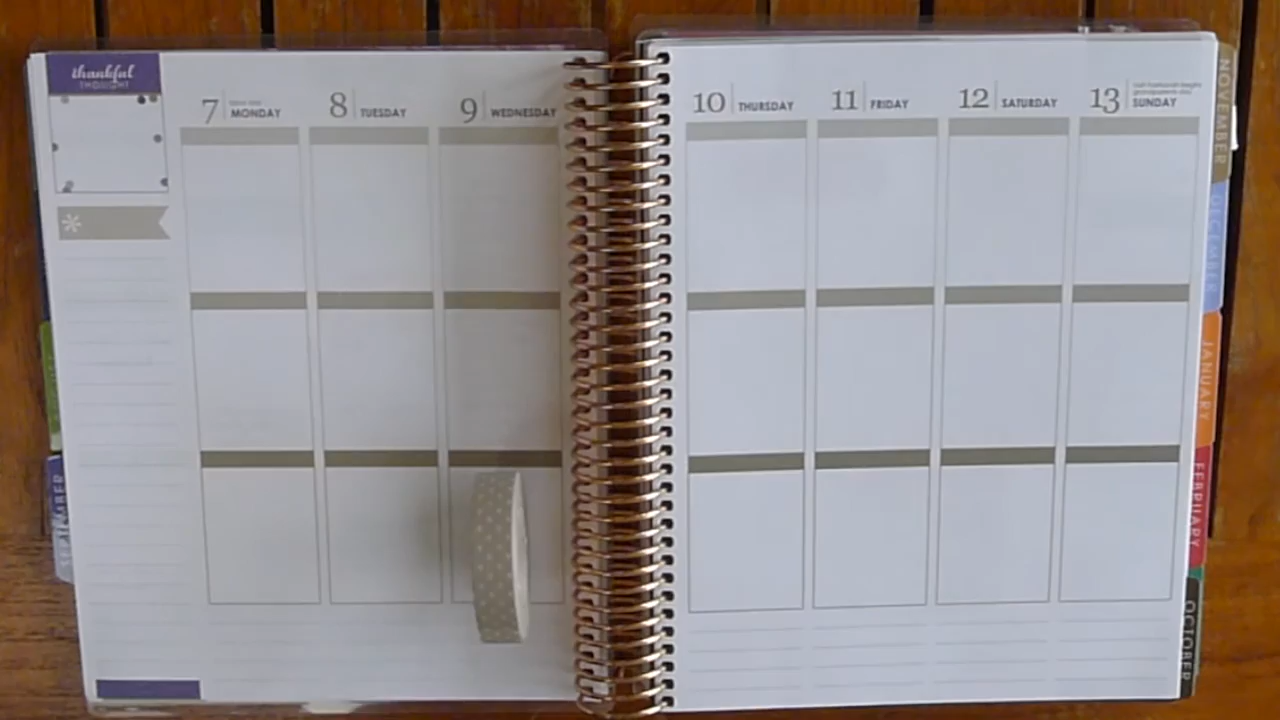 thankful
THOUGHT
7 MONDAY
8 TUESDAY
9 WEDNESDAY
10 THURSDAY
11 FRIDAY
12 SATURDAY
13 SUNDAY
NOVEMBER
DECEMBER
JANUARY
FEBRUARY
OCTOBER
SEPTEMBER